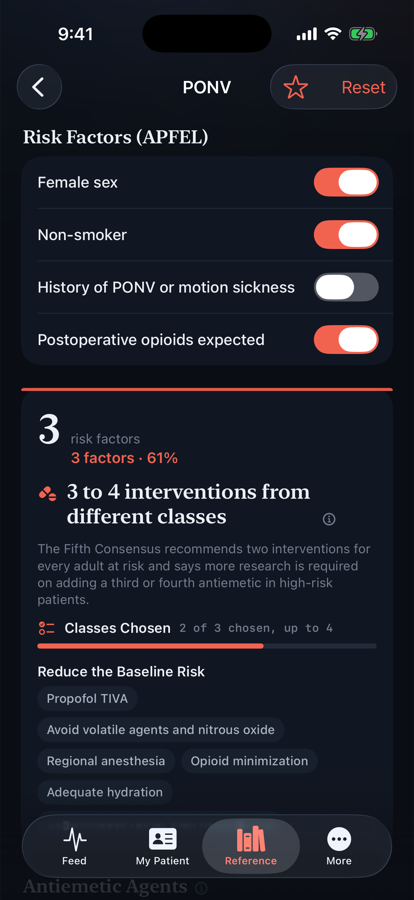 9:41
PONV
Reset
Risk Factors (APFEL)
Female sex
Non-smoker
History of PONV or motion sickness
Postoperative opioids expected
3 risk factors
3 factors · 61%
3 to 4 interventions from
different classes
The Fifth Consensus recommends two interventions for
every adult at risk and says more research is required
on adding a third or fourth antiemetic in high-risk
patients.
Classes Chosen 2 of 3 chosen, up to 4
Reduce the Baseline Risk
Propofol TIVA
Avoid volatile agents and nitrous oxide
Regional anesthesia Opioid minimization
Adequate hydration
Feed My Patient Reference More
Antiemetic Agents